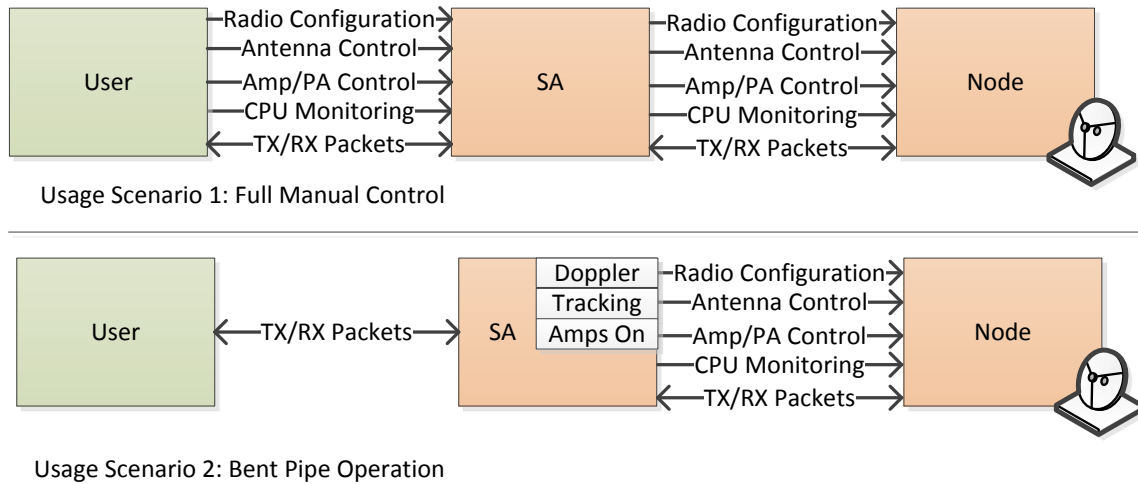 User
Radio Configuration
Antenna Control
Amp/PA Control
CPU Monitoring
TX/RX Packets
SA
Radio Configuration
Antenna Control
Amp/PA Control
CPU Monitoring
TX/RX Packets
Node
Usage Scenario 1: Full Manual Control
User
TX/RX Packets
SA
Doppler
Tracking
Amps On
Radio Configuration
Antenna Control
Amp/PA Control
CPU Monitoring
TX/RX Packets
Node
Usage Scenario 2: Bent Pipe Operation